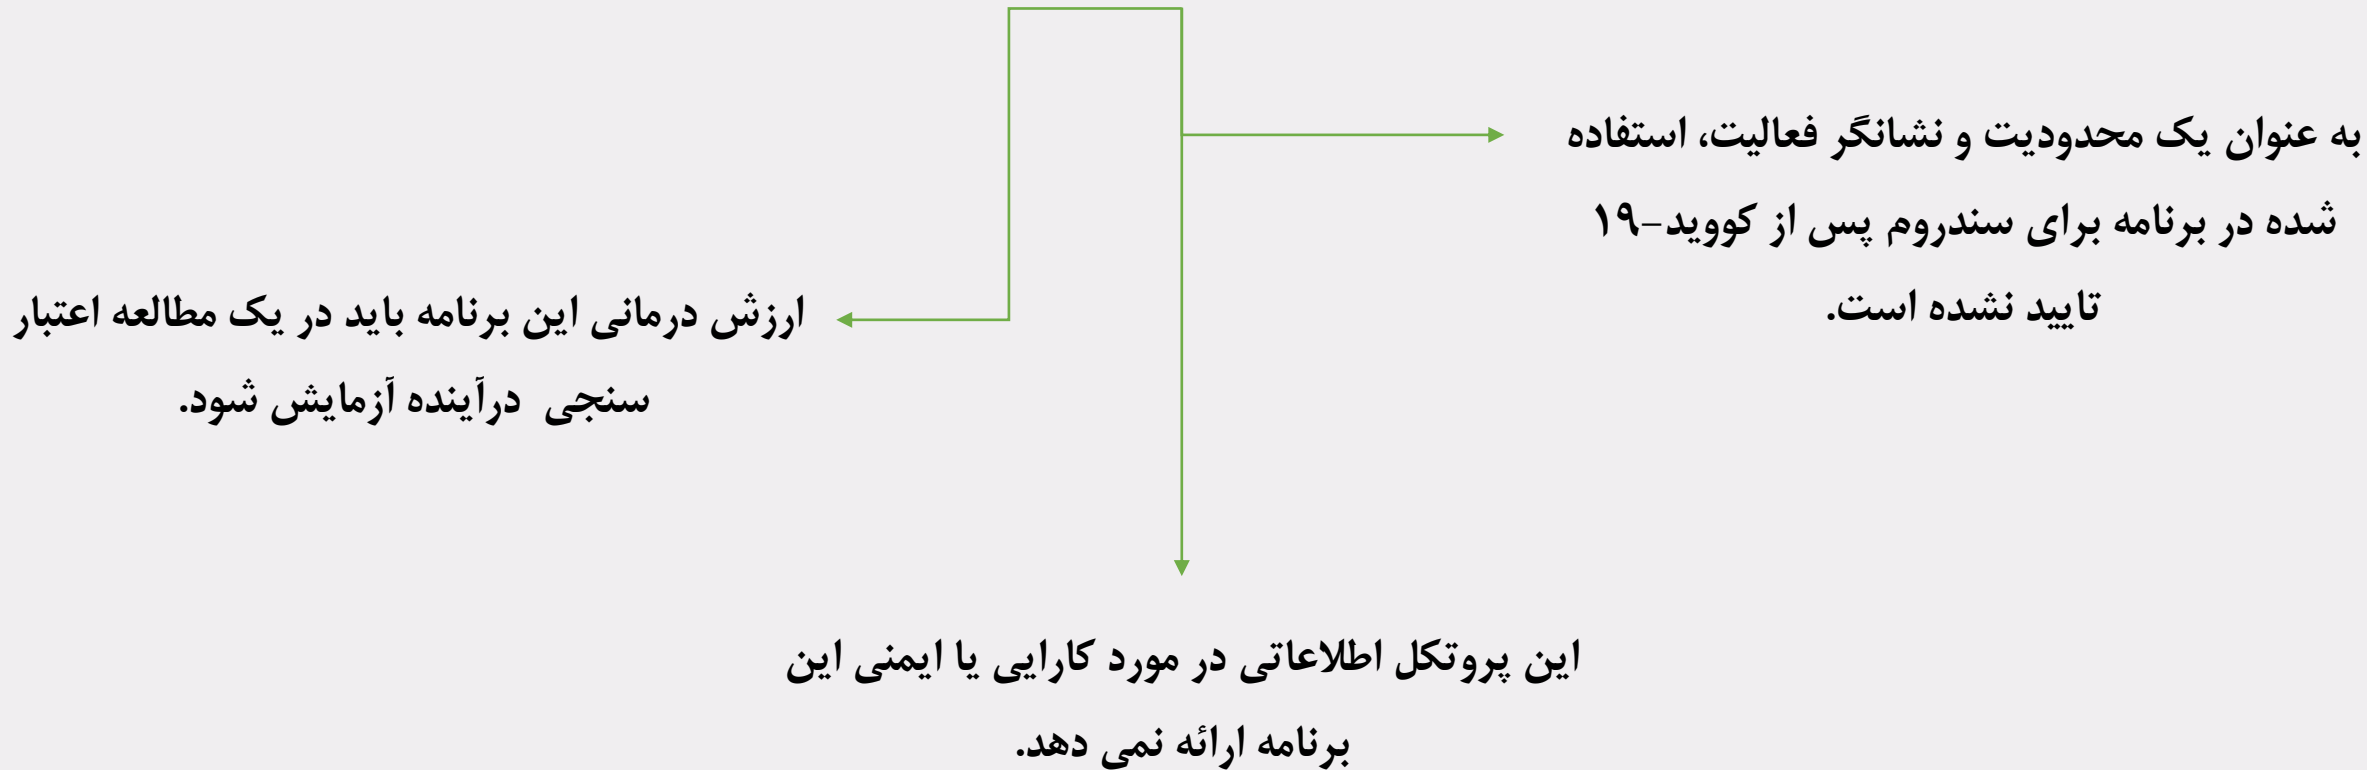 به عنوان یک محدودیت و نشانگر فعالیت، استفاده
شده در برنامه برای سندروم پس از کووید-۱۹
تایید نشده است.
ارزش درمانی این برنامه باید در یک مطالعه اعتبار
سنجی درآینده آزمایش شود.
این پروتکل اطلاعاتی در مورد کارایی یا ایمنی این
برنامه ارائه نمی دهد.